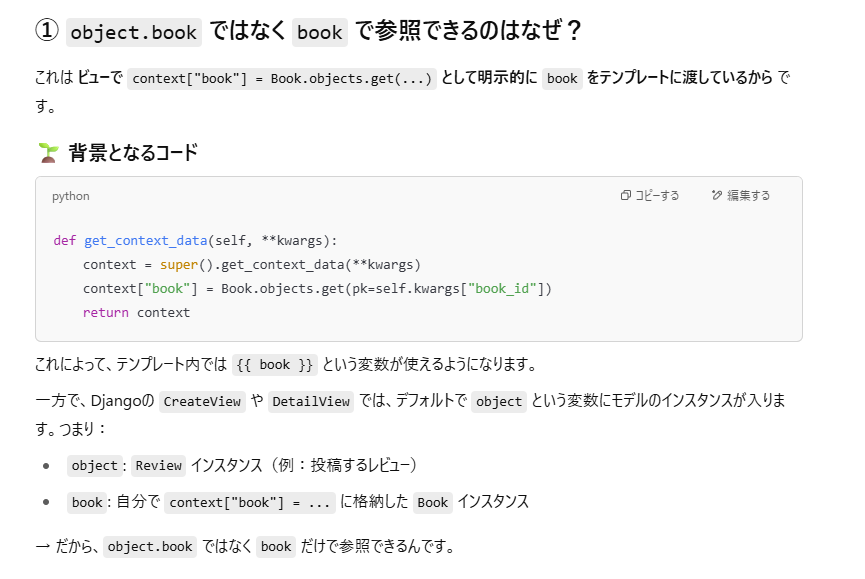 ① object.book ではなく book で参照できるのはなぜ？
これは ビューで context["book"] = Book.objects.get(...) として明示的に book をテンプレートに渡しているから で
す。
背景となるコード
python コピーする 編集する
def get_context_data(self, **kwargs):
context = super().get_context_data(**kwargs)
context["book"] = Book.objects.get(pk=self.kwargs["book_id"])
return context
これによって、テンプレート内では {{ book }} という変数が使えるようになります。
一方で、Djangoの CreateView や DetailView では、デフォルトで object という変数にモデルのインスタンスが入りま
す。つまり：
• object: Review インスタンス（例：投稿するレビュー）
• book: 自分で context["book"] = ... に格納した Book インスタンス
→ だから、object.book ではなく book だけで参照できるんです。